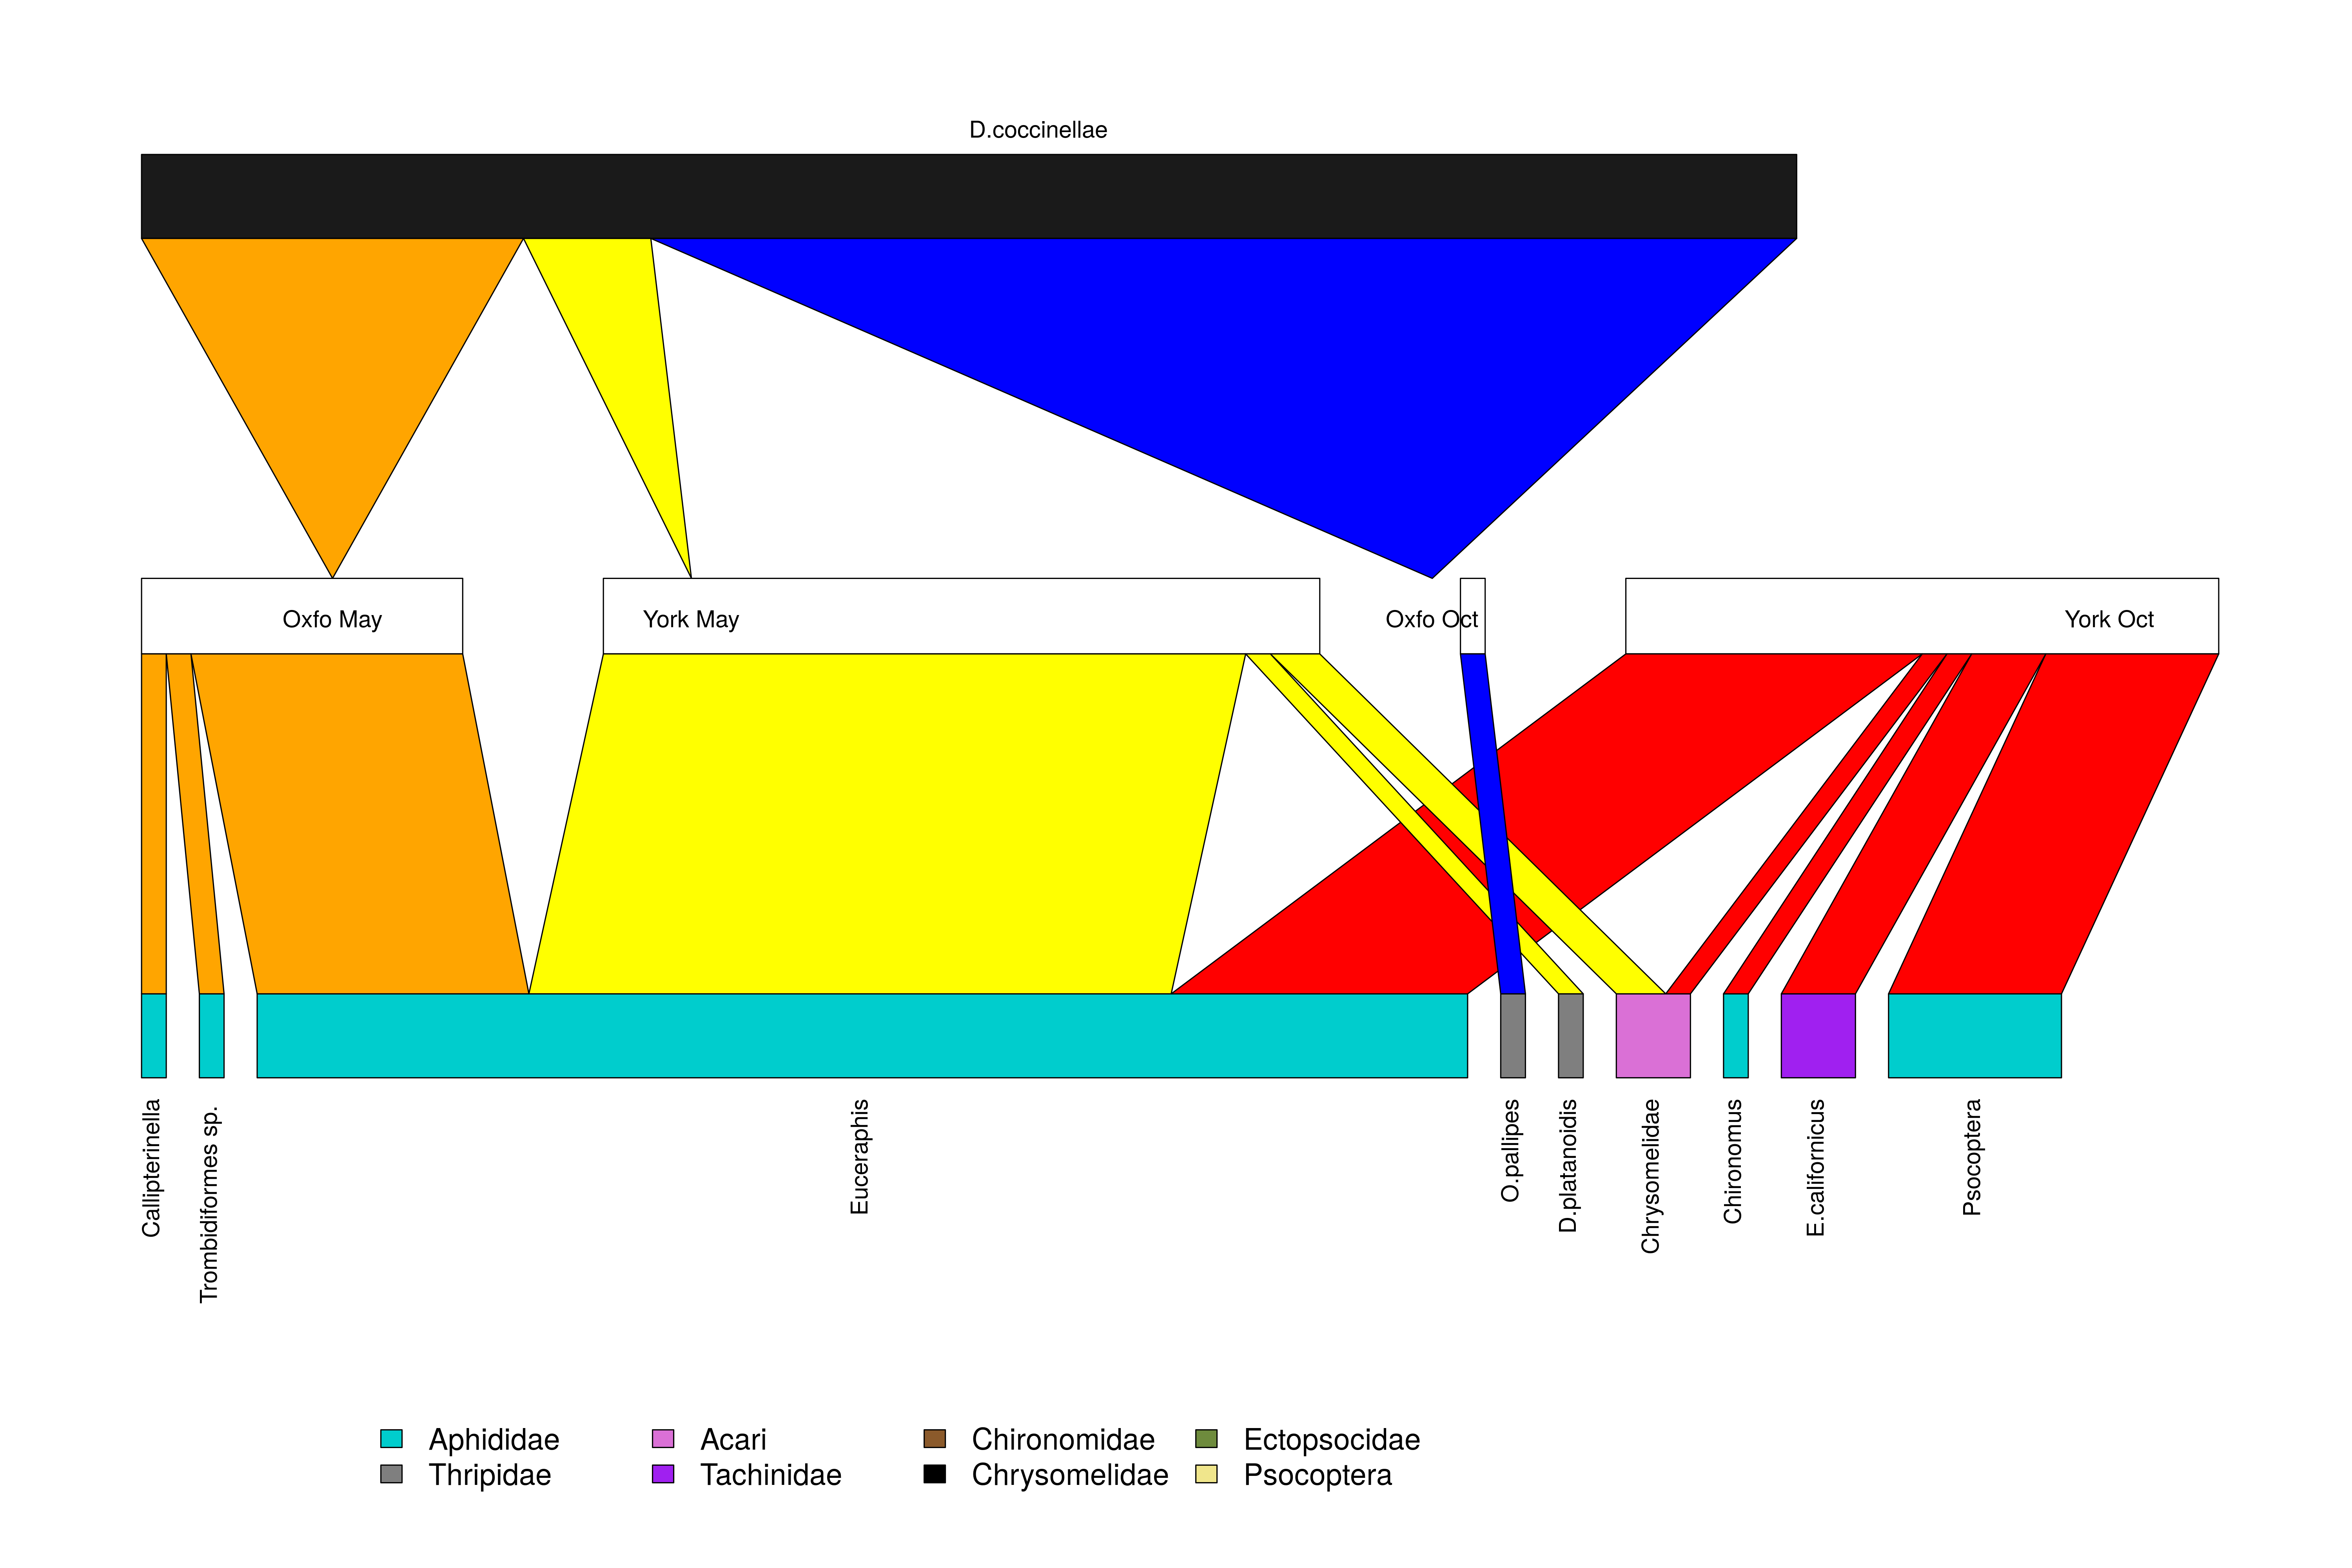 D.coccinellae
Oxfo May
York May
Oxfo Oct
York Oct
Callipterinella
Trombidiformes sp.
Euceraphis
O.pallipes
D.platanoidis
Chrysomelidae
Chironomus
E.californicus
Psocoptera
Aphididae
Acari
Chironomidae
Ectopsocidae
Thripidae
Tachinidae
Chrysomelidae
Psocoptera